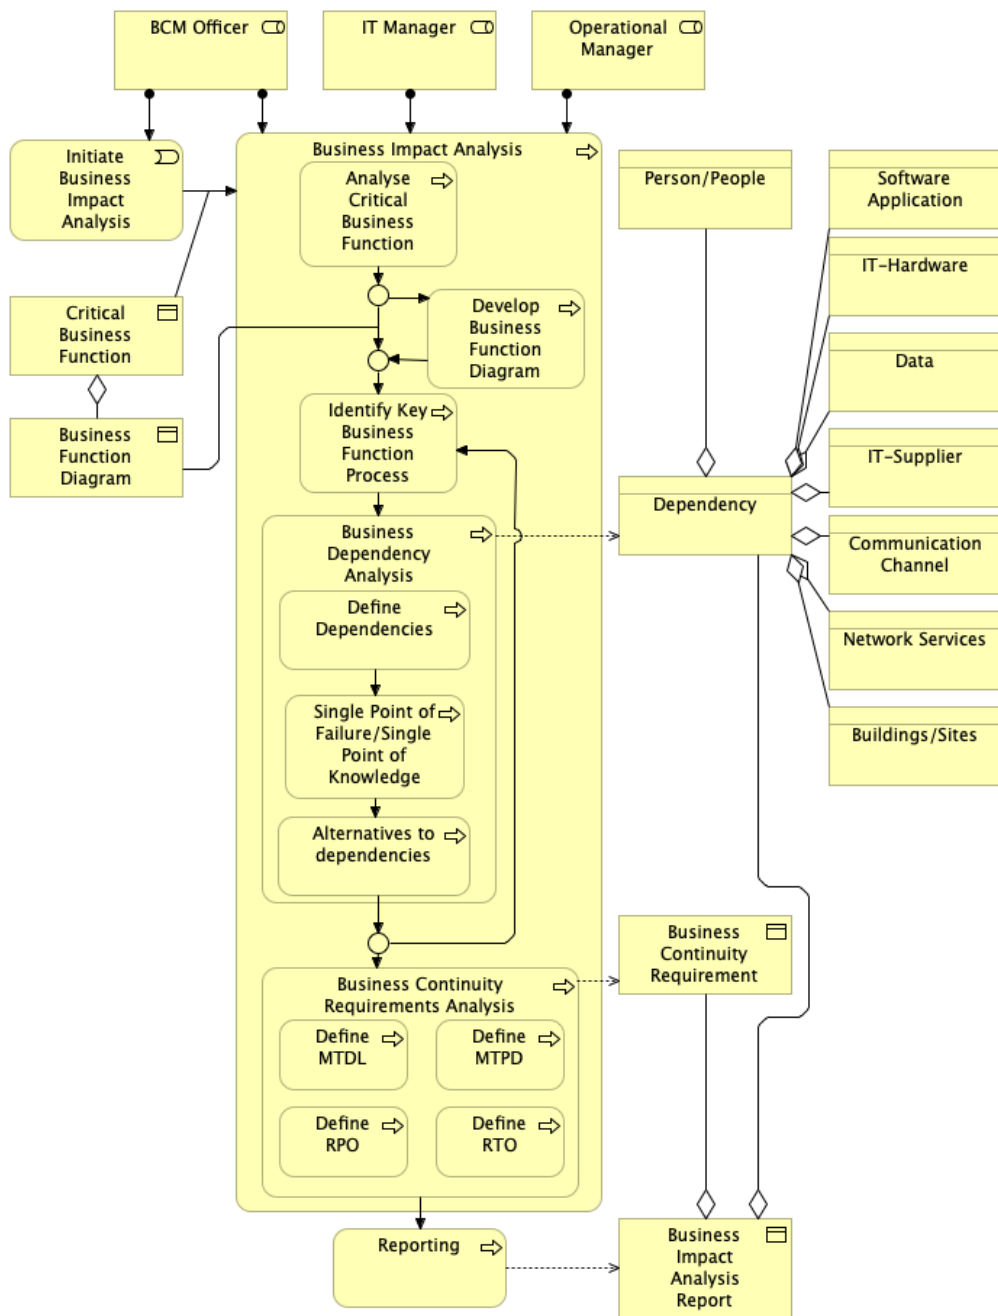 BCM Officer
IT Manager
Operational
Manager
Initiate
Business
Impact
Analysis
Business Impact Analysis
Analyse
Critical
Business
Function
Person/People
Software
Application
IT-Hardware
Critical
Business
Function
Develop
Business
Function
Diagram
Data
Business
Function
Diagram
Identify Key
Business
Function
Process
IT-Supplier
Dependency
Business
Dependency
Analysis
Communication
Channel
Define
Dependencies
Network Services
Single Point of
Failure/Single
Point of
Knowledge
Buildings/Sites
Alternatives to
dependencies
Business
Continuity
Requirement
Business Continuity
Requirements Analysis
Define
MTDL
Define
MTPD
Define
RPO
Define
RTO
Reporting
Business
Impact
Analysis
Report